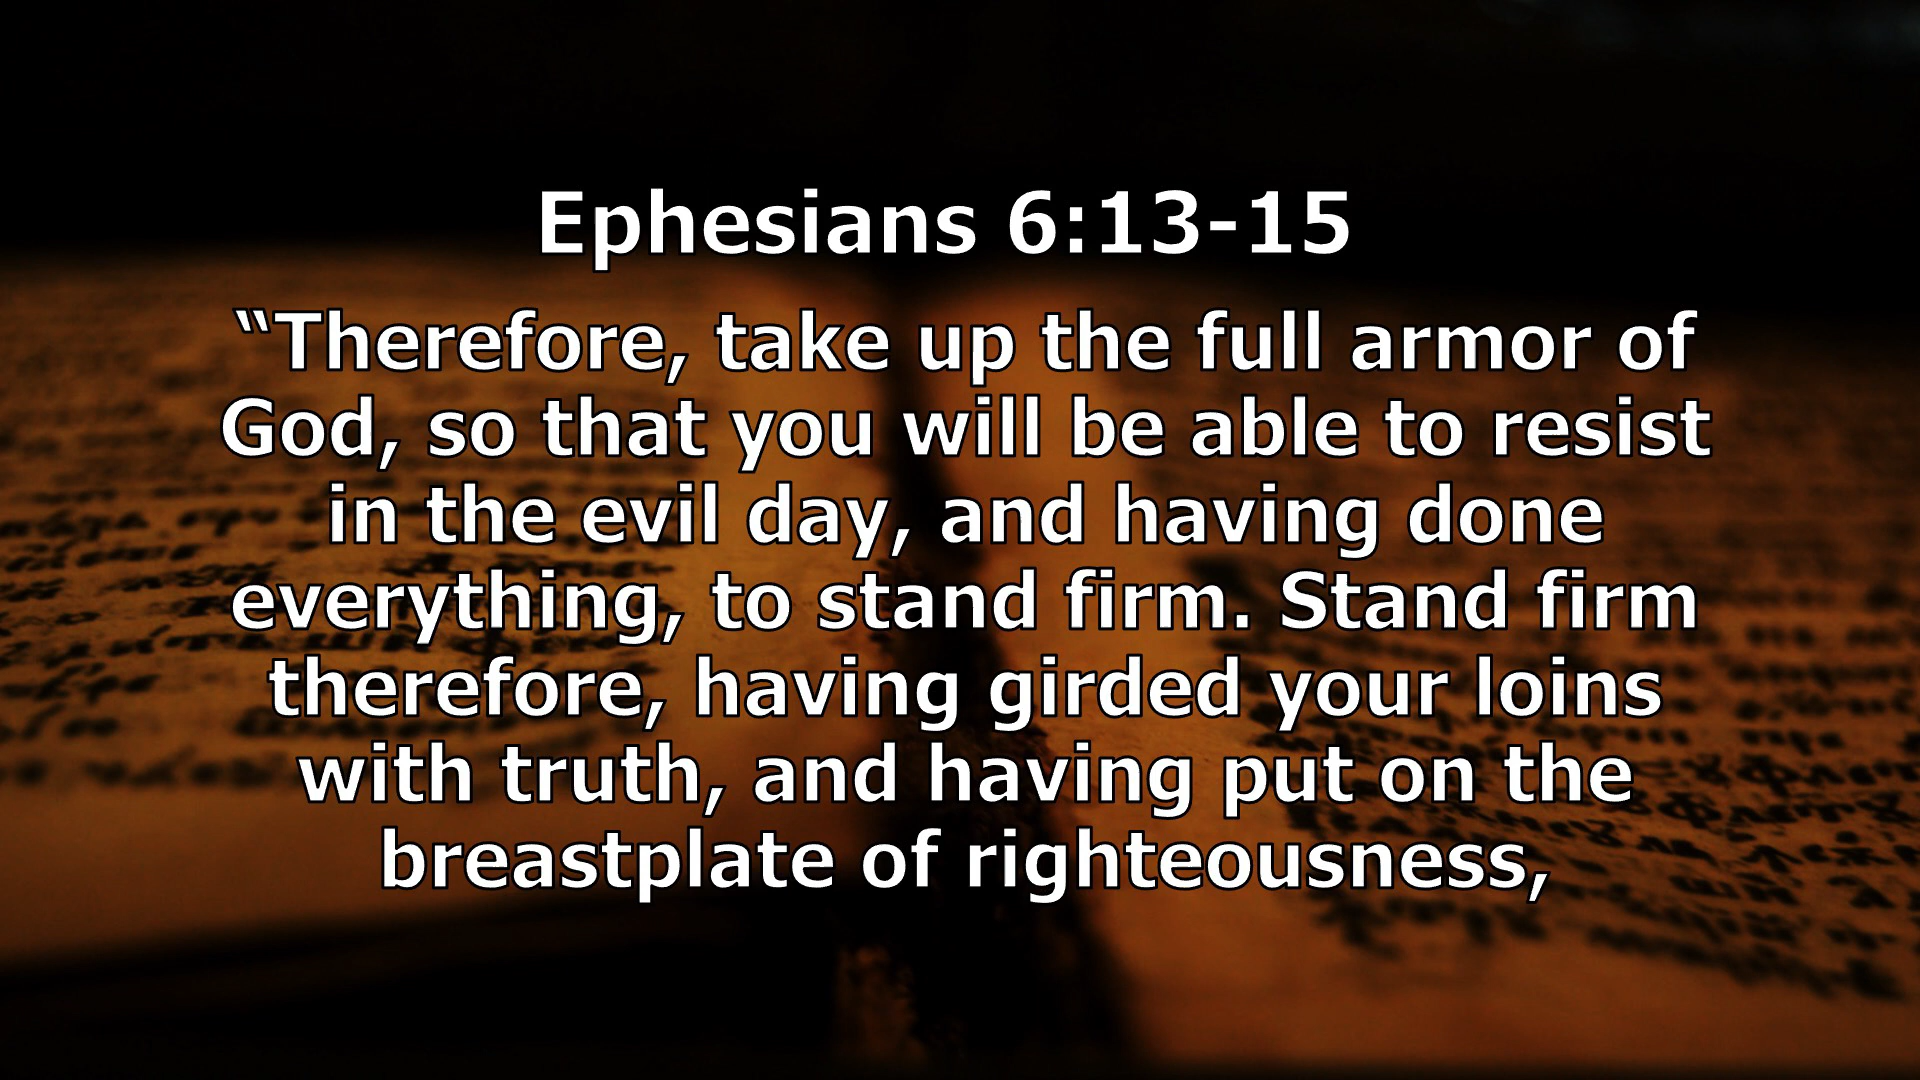 Ephesians 6:13-15
“Therefore, take up the full armor of
God, so that you will be able to resist
in the evil day, and having done
everything, to stand firm. Stand firm
therefore, having girded your loins
with truth, and having put on the
breastplate of righteousness,